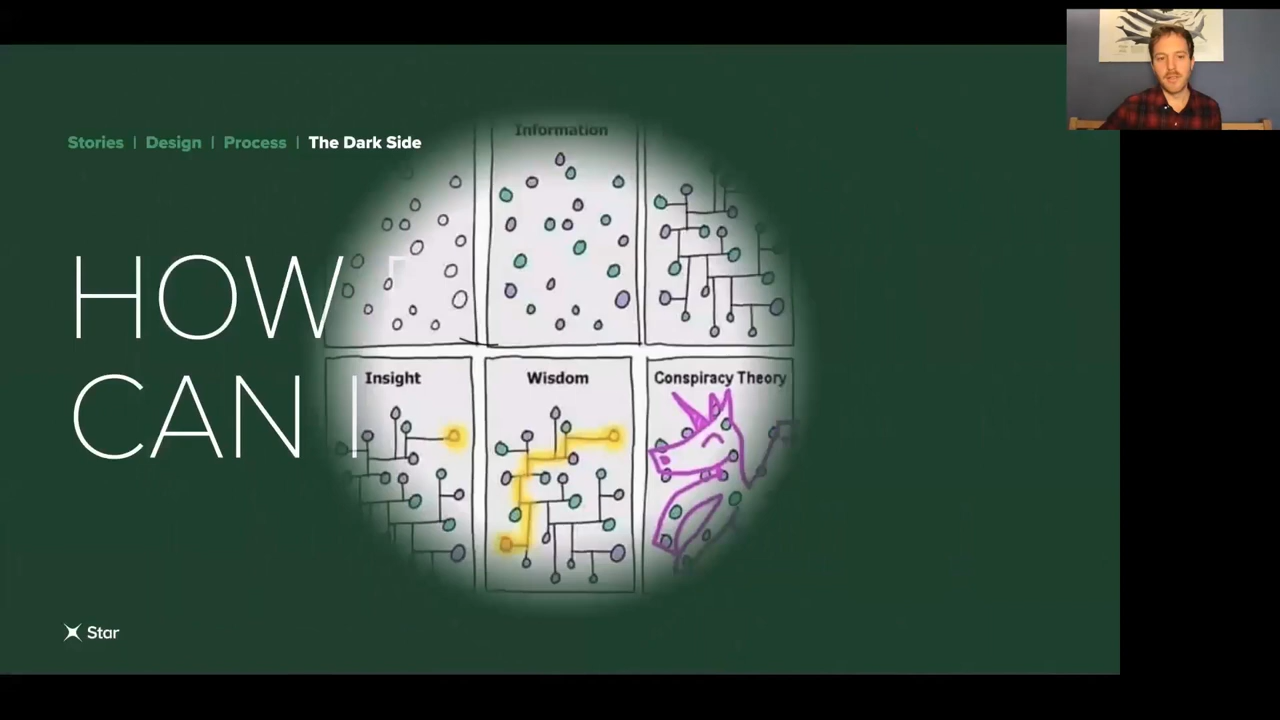 Information
Stories | Design | Process | The Dark Side
HOW
CAN I
Insight
Wisdom
Conspiracy Theory
Star